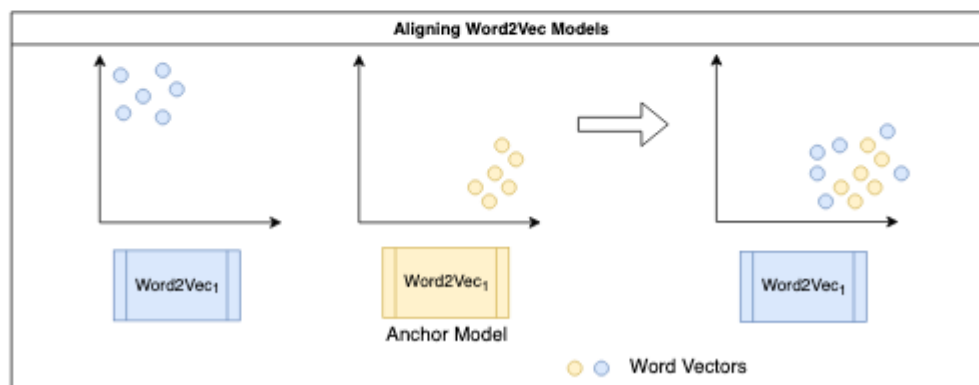 Aligning Word2Vec Models
Word2Vec₁
Word2Vec₁
Word2Vec₁
Anchor Model
Word Vectors